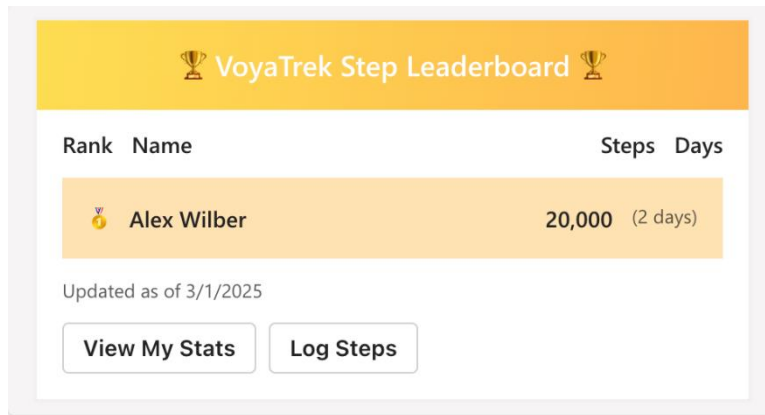 🏆 VoyaTrek Step Leaderboard 🏆
Rank Name Steps Days
🥇 Alex Wilber 20,000 (2 days)
Updated as of 3/1/2025
View My Stats Log Steps